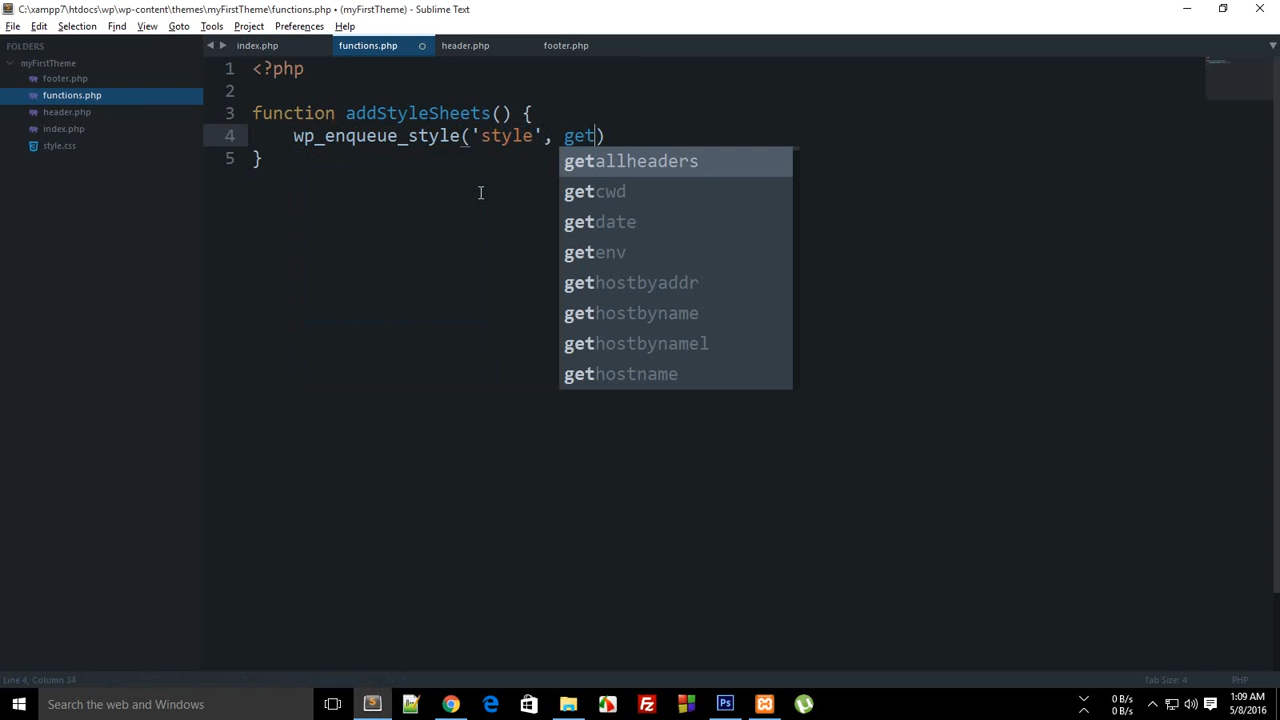 C:\xampp7\htdocs\wp\wp-content\themes\myFirstTheme\functions.php • (myFirstTheme) - Sublime Text
File Edit Selection Find View Goto Tools Project Preferences Help
FOLDERS
myFirstTheme
footer.php
functions.php
header.php
index.php
style.css
index.php functions.php header.php footer.php
1 <?php
2
3 function addStyleSheets() {
4 wp_enqueue_style('style', get)
5 }
getallheaders
getcwd
getdate
getenv
gethostbyaddr
gethostbyname
gethostbynamel
gethostname
Line 4, Column 34 Tab Size: 4 PHP
Search the web and Windows
0 B/s
0 B/s
1:09 AM
5/8/2016